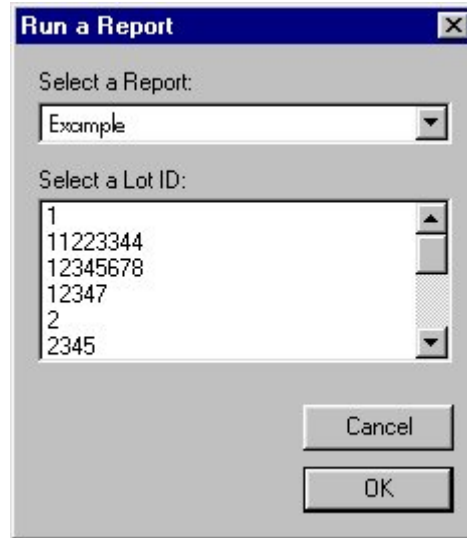 Run a Report
Select a Report:
Example
Select a Lot ID:
1
11223344
12345678
12347
2
2345
Cancel
OK